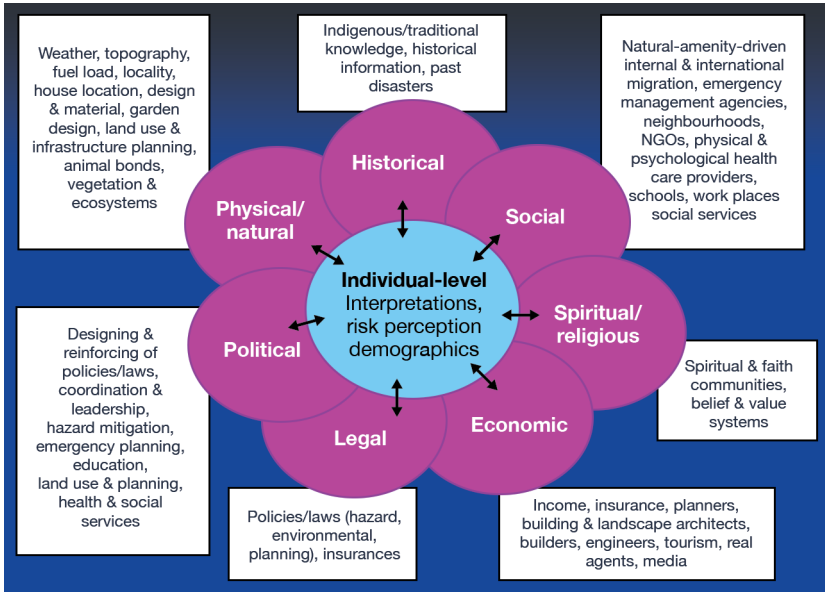 Weather, topography,
fuel load, locality,
house location, design
& material, garden
design, land use &
infrastructure planning,
animal bonds,
vegetation &
ecosystems
Indigenous/traditional
knowledge, historical
information, past
disasters
Natural-amenity-driven
internal & international
migration, emergency
management agencies,
neighbourhoods,
NGOs, physical &
psychological health
care providers,
schools, work places
social services
Historical
Physical/
natural
Social
Individual-level
Interpretations,
risk perception
demographics
Spiritual/
religious
Political
Legal
Economic
Designing &
reinforcing of
policies/laws,
coordination &
leadership,
hazard mitigation,
emergency planning,
education,
land use & planning,
health & social
services
Spiritual & faith
communities,
belief & value
systems
Policies/laws (hazard,
environmental,
planning), insurances
Income, insurance, planners,
building & landscape architects,
builders, engineers, tourism, real
agents, media